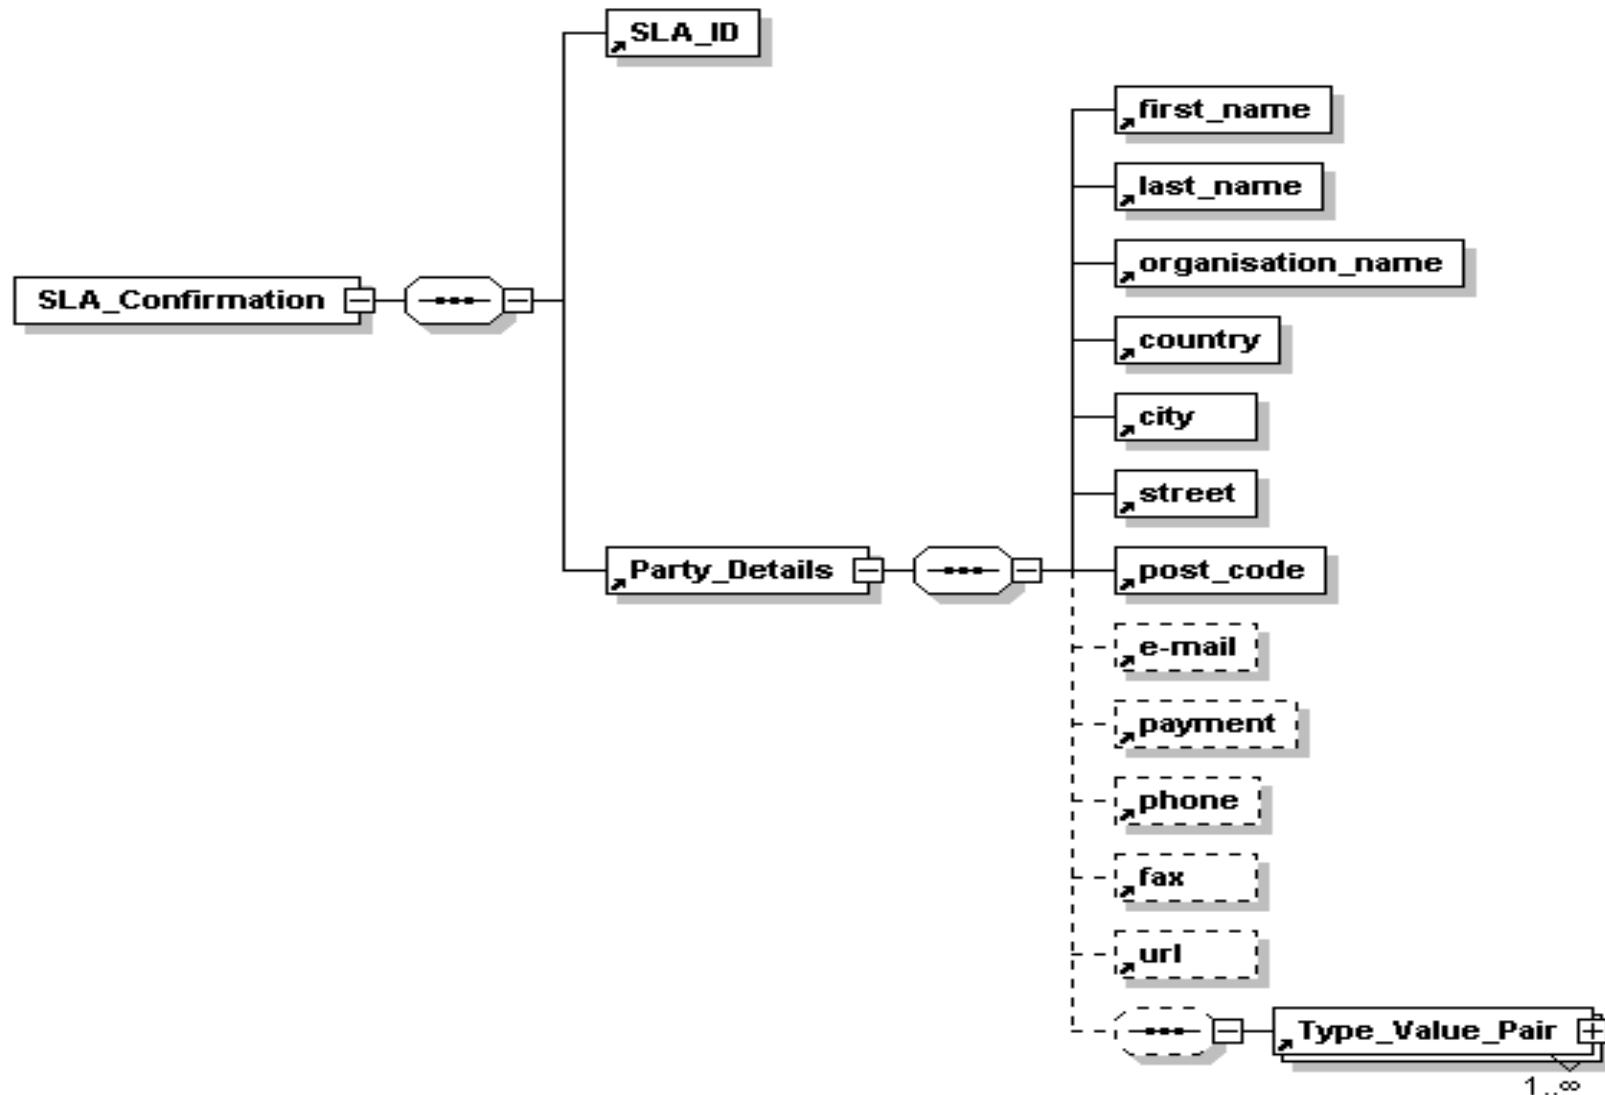 SLA_ID
first_name
last_name
organisation_name
SLA_Confirmation
country
city
street
Party_Details
post_code
e-mail
payment
phone
fax
url
Type_Value_Pair
1..∞